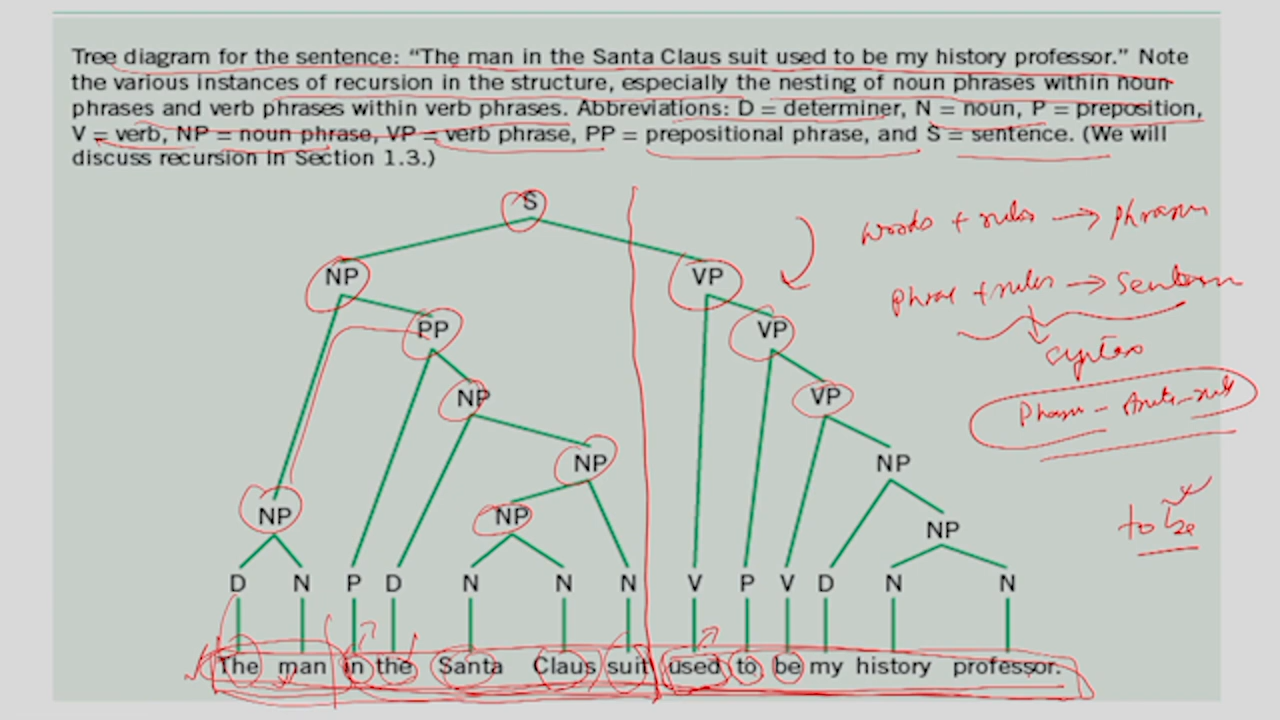 Tree diagram for the sentence: “The man in the Santa Claus suit used to be my history professor.” Note
the various instances of recursion in the structure, especially the nesting of noun phrases within noun
phrases and verb phrases within verb phrases. Abbreviations: D = determiner, N = noun, P = preposition,
V = verb, NP = noun phrase, VP = verb phrase, PP = prepositional phrase, and S = sentence. (We will
discuss recursion in Section 1.3.)
S
words + rules → phrases
NP VP
phrase + rules → sentence
PP VP
syntax
NP VP
Phrase -
NP NP
NP NP
to be
NP
D N P D N N N V P V D N N
The man in the Santa Claus suit used to be my history professor.